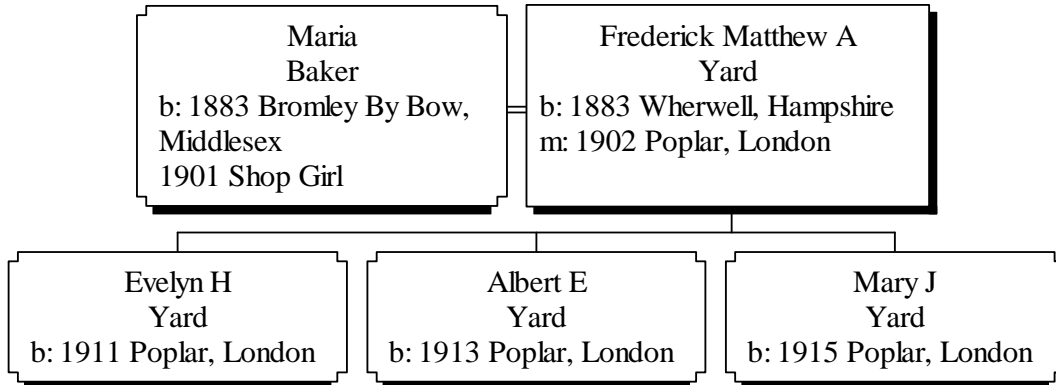 Maria
Baker
b: 1883 Bromley By Bow,
Middlesex
1901 Shop Girl
Frederick Matthew A
Yard
b: 1883 Wherwell, Hampshire
m: 1902 Poplar, London
Evelyn H
Yard
b: 1911 Poplar, London
Albert E
Yard
b: 1913 Poplar, London
Mary J
Yard
b: 1915 Poplar, London